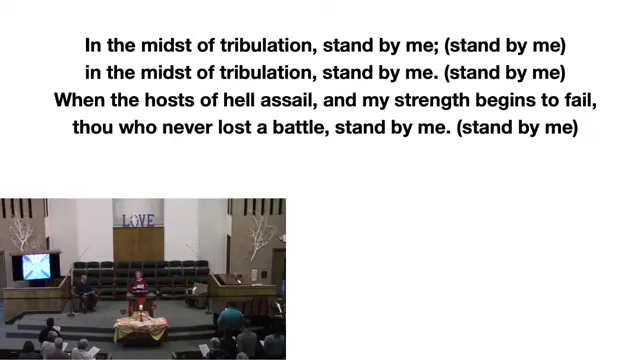 In the midst of tribulation, stand by me; (stand by me)
in the midst of tribulation, stand by me. (stand by me)
When the hosts of hell assail, and my strength begins to fail,
thou who never lost a battle, stand by me. (stand by me)
LOVE